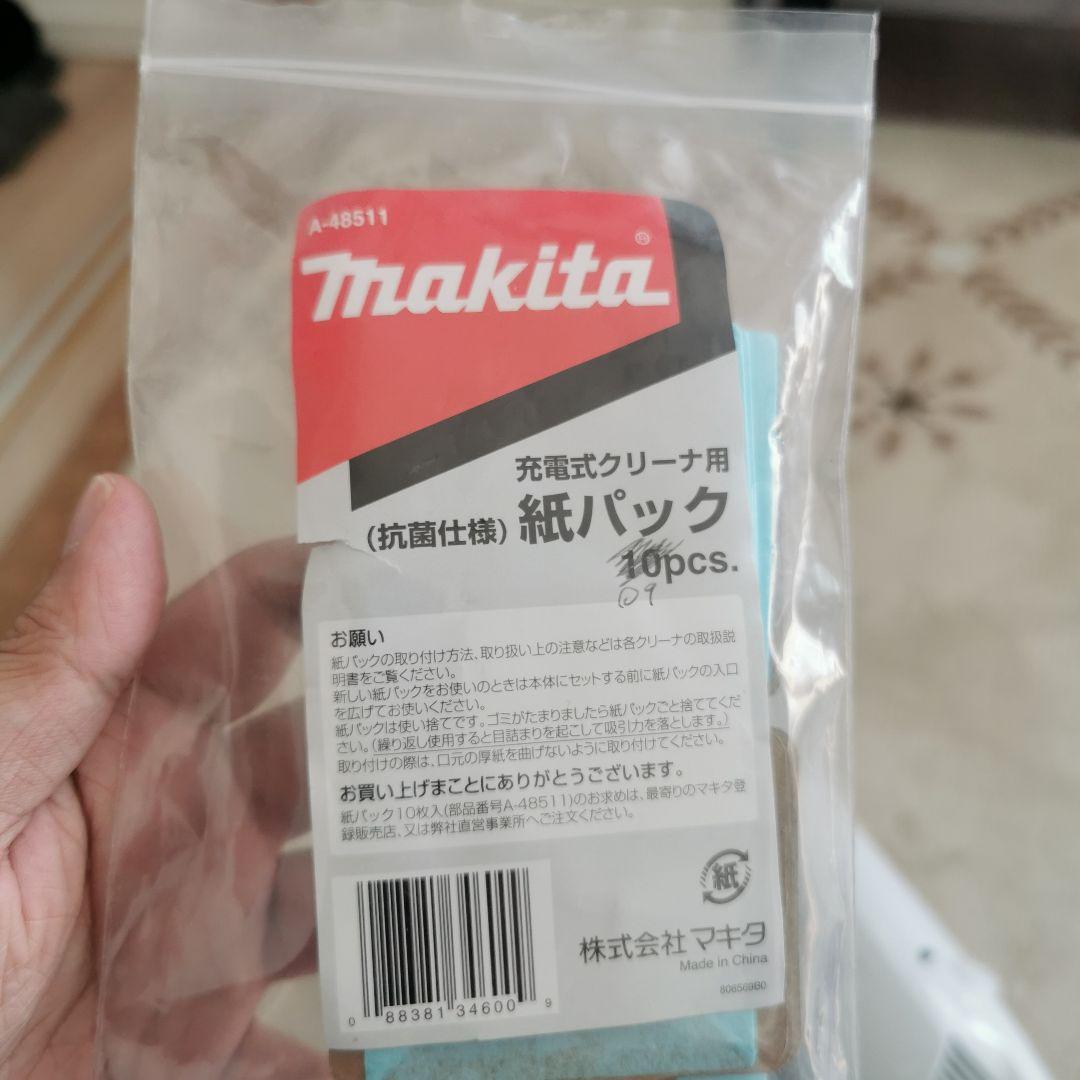 A-48511
makita®
充電式クリーナ用
(抗菌仕様) 紙パック
10pcs.
09
お願い
紙パックの取り付け方法、取り扱い上の注意などは各クリーナの取扱説
明書をご覧ください。
新しい紙パックをお使いのときは本体にセットする前に紙パックの入口
を広げてお使いください。
紙パックは使い捨てです。ゴミがたまりましたら紙パックごと捨ててくだ
さい。(繰り返し使用すると目詰まりを起こして吸引力を落とします。)
取り付けの際は、口元の厚紙を曲げないように取り付けてください。
お買い上げまことにありがとうございます。
紙パック10枚入(部品番号A-48511)のお求めは、最寄りのマキタ登
録販売店、又は弊社直営事業所へご注文ください。
紙
株式会社 マキタ
Made in China
806569B0
0 88381 34600 9